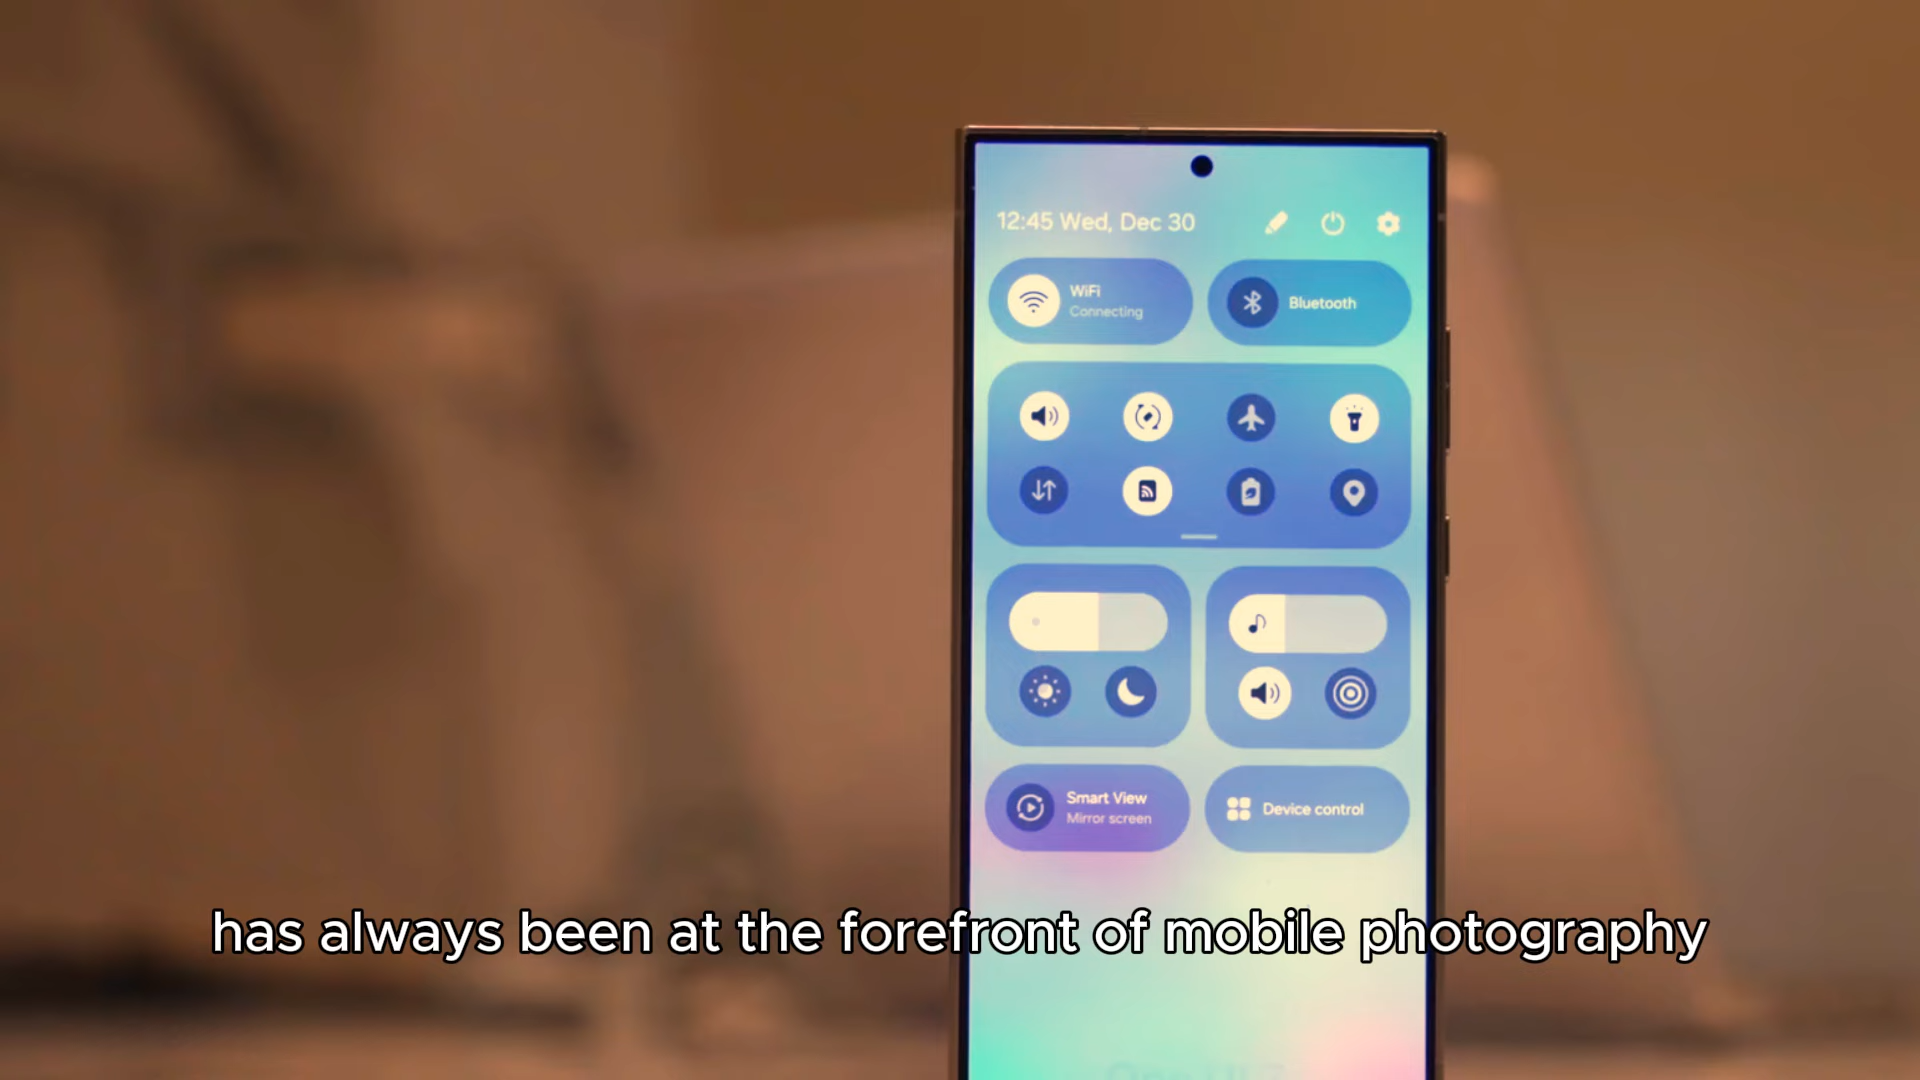 12:45 Wed, Dec 30
WiFi
Connecting
Bluetooth
Smart View
Mirror screen
Device control
has always been at the forefront of mobile photography